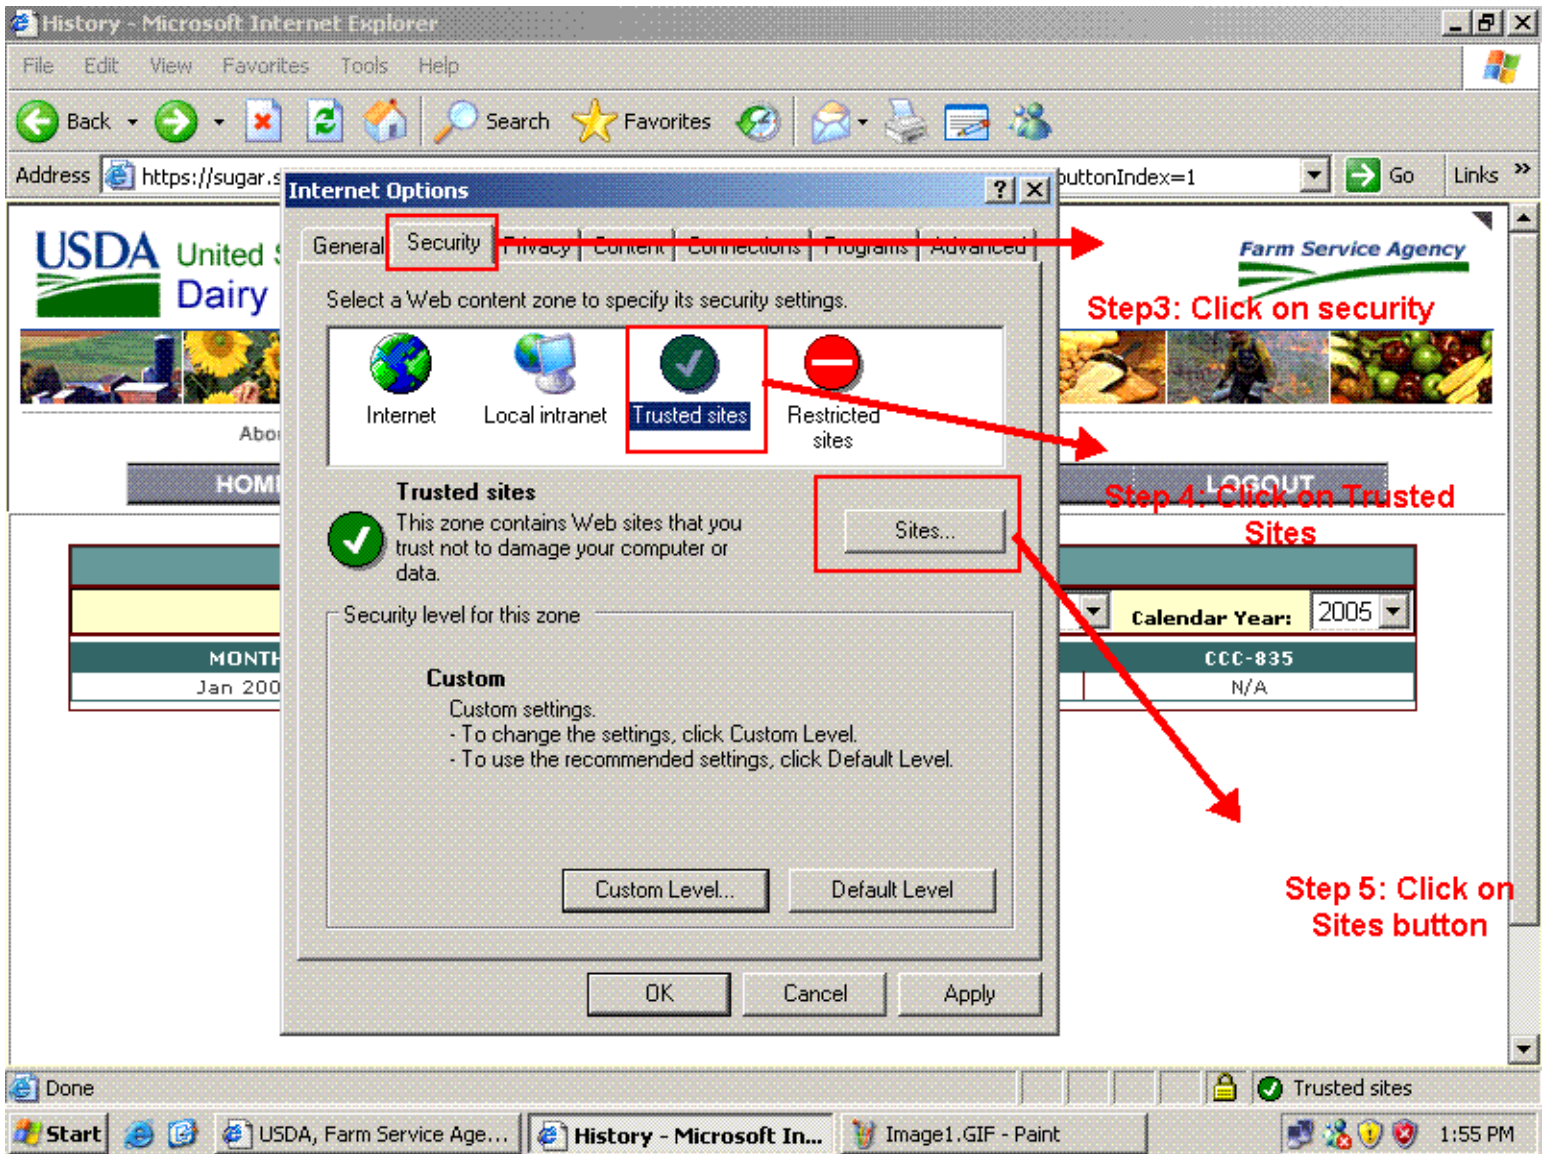 History - Microsoft Internet Explorer
File Edit View Favorites Tools Help
Back Search Favorites
Address https://sugar.s uttonIndex=1 Go Links »
Internet Options
General Security Privacy Content Connections Programs Advanced
USDA United
Dairy
Farm Service Agency
Select a Web content zone to specify its security settings.
Step3: Click on security
Internet Local intranet Trusted sites Restricted sites
Abo
HOM LOGOUT
Trusted sites
This zone contains Web sites that you
trust not to damage your computer or
data.
Sites...
Step 4: Click on Trusted
Sites
Security level for this zone
Calendar Year: 2005
MONTH CCC-835
Jan 200 N/A
Custom
Custom settings.
- To change the settings, click Custom Level.
- To use the recommended settings, click Default Level.
Custom Level... Default Level
Step 5: Click on
Sites button
OK Cancel Apply
Done Trusted sites
Start USDA, Farm Service Age... History - Microsoft In... Image1.GIF - Paint 1:55 PM